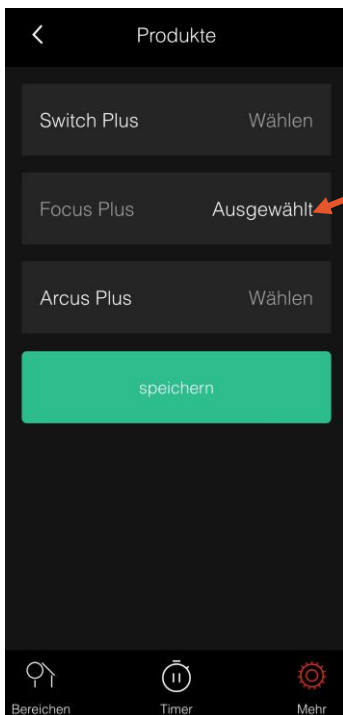 Produkte
Switch Plus Wählen
Focus Plus Ausgewählt
Arcus Plus Wählen
speichern
Bereichen Timer Mehr